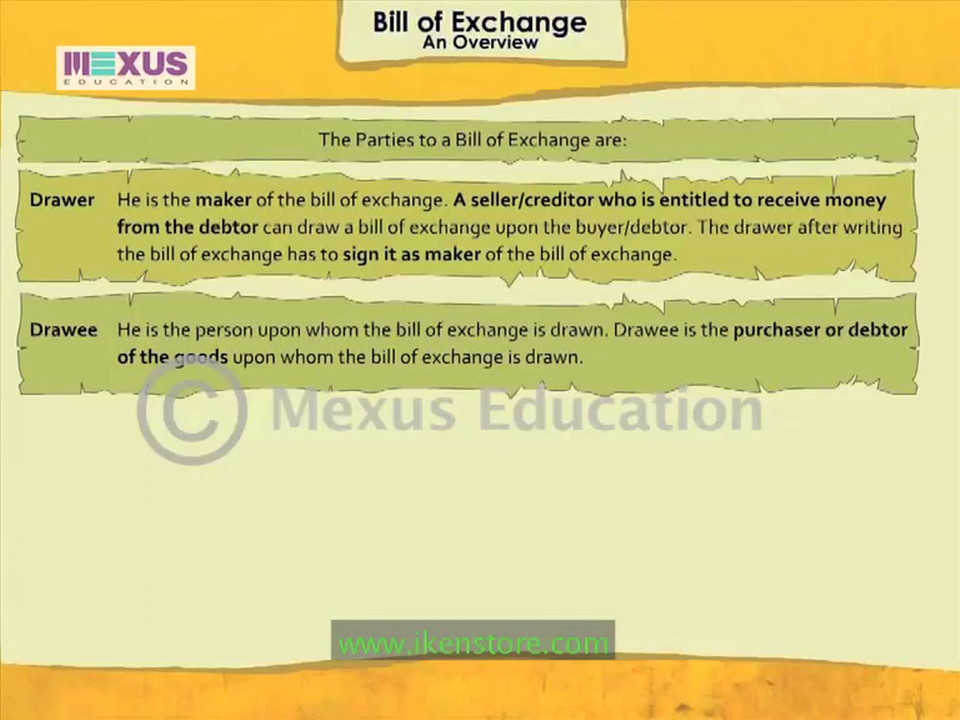 Bill of Exchange
An Overview
MEXUS
EDUCATION
The Parties to a Bill of Exchange are:
Drawer He is the maker of the bill of exchange. A seller/creditor who is entitled to receive money
from the debtor can draw a bill of exchange upon the buyer/debtor. The drawer after writing
the bill of exchange has to sign it as maker of the bill of exchange.
Drawee He is the person upon whom the bill of exchange is drawn. Drawee is the purchaser or debtor
of the goods upon whom the bill of exchange is drawn.
© Mexus Education
www.ikenstore.com